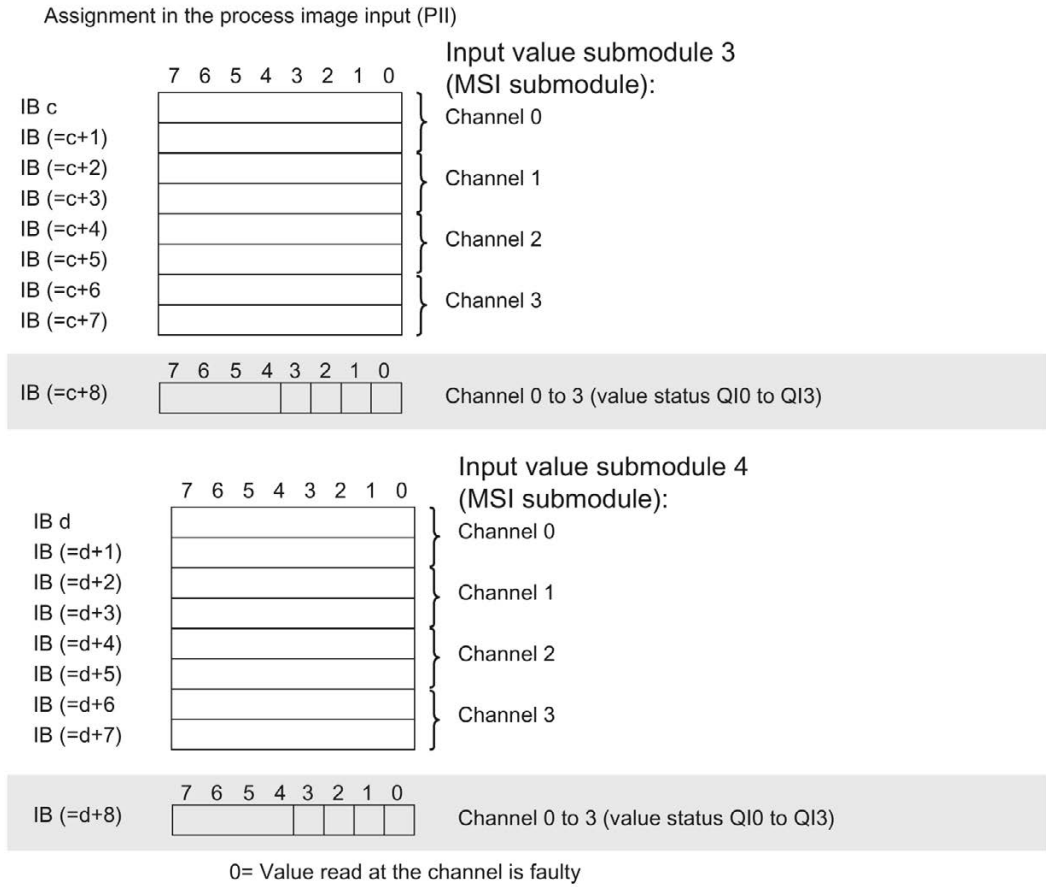 Assignment in the process image input (PII)
Input value submodule 3
(MSI submodule):
7 6 5 4 3 2 1 0
IB c
Channel 0
IB (=c+1)
IB (=c+2)
Channel 1
IB (=c+3)
IB (=c+4)
Channel 2
IB (=c+5)
IB (=c+6
Channel 3
IB (=c+7)
7 6 5 4 3 2 1 0
IB (=c+8) Channel 0 to 3 (value status QI0 to QI3)
Input value submodule 4
(MSI submodule):
7 6 5 4 3 2 1 0
IB d
Channel 0
IB (=d+1)
IB (=d+2)
Channel 1
IB (=d+3)
IB (=d+4)
Channel 2
IB (=d+5)
IB (=d+6
Channel 3
IB (=d+7)
7 6 5 4 3 2 1 0
IB (=d+8) Channel 0 to 3 (value status QI0 to QI3)
0= Value read at the channel is faulty